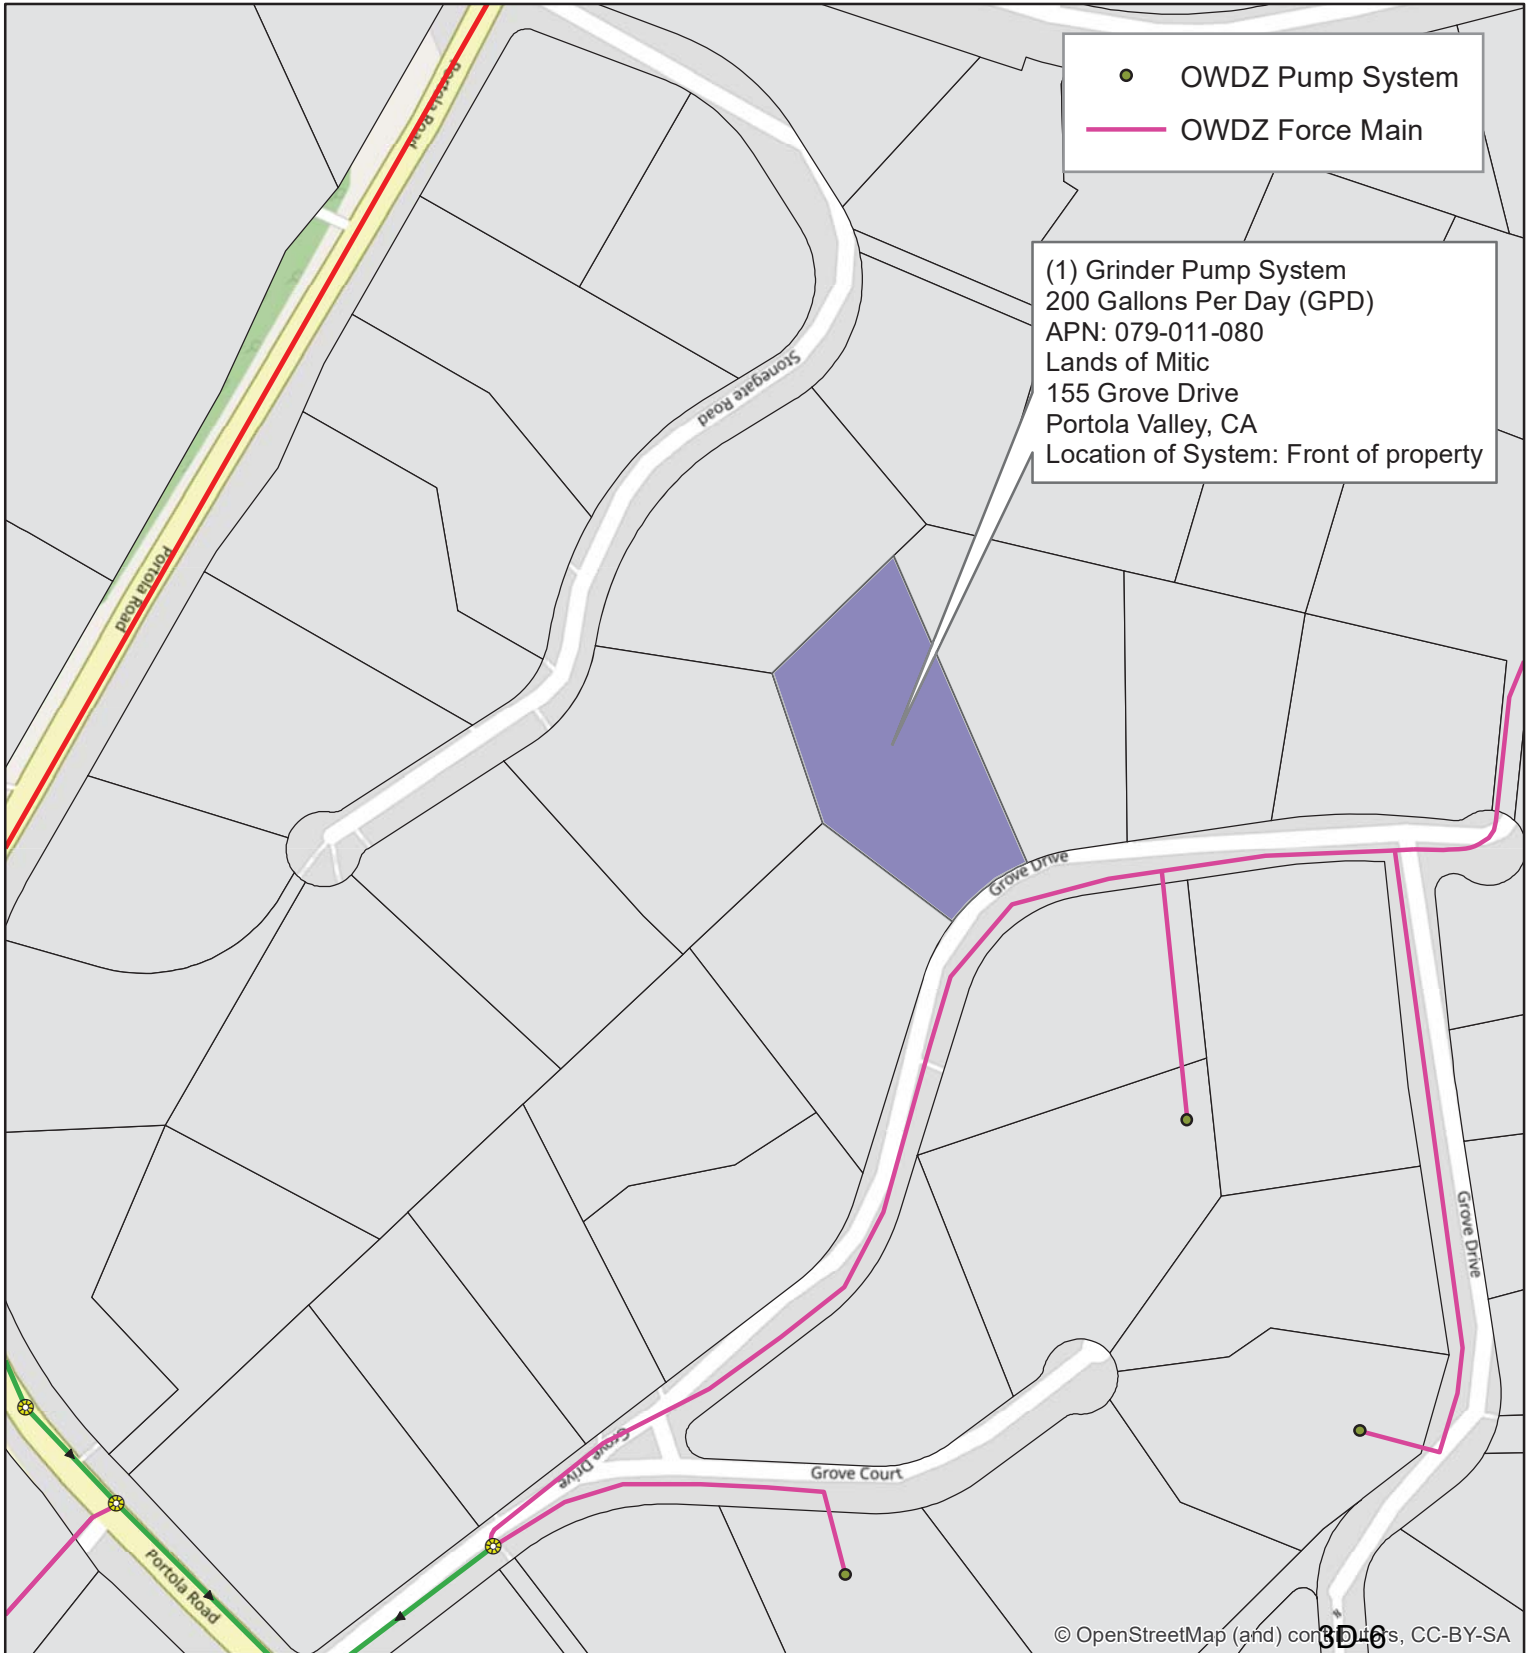 OWDZ Pump System
OWDZ Force Main
Portola Road
(1) Grinder Pump System
200 Gallons Per Day (GPD)
APN: 079-011-080
Lands of Mitic
155 Grove Drive
Portola Valley, CA
Location of System: Front of property
Stonegate Road
Portola Road
Grove Drive
Grove Drive
Grove Drive
Grove Court
Portola Road
© OpenStreetMap (and) contributors, CC-BY-SA
3D-6